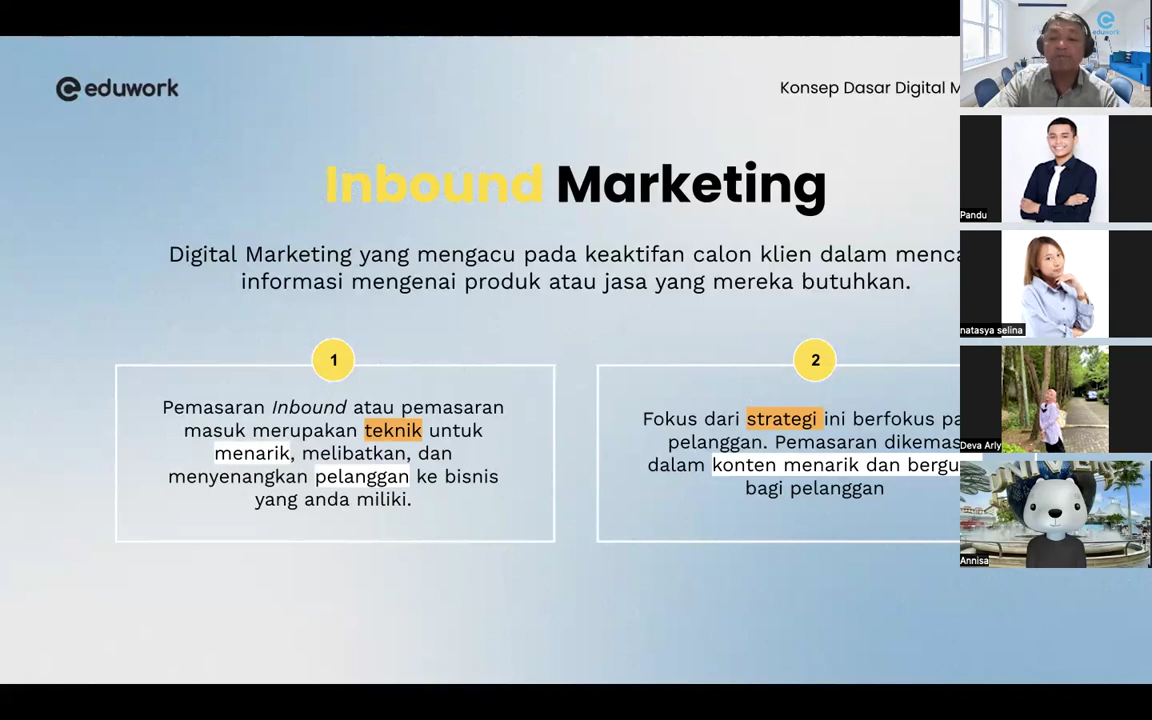 eduwork
Konsep Dasar Digital M
eduwork
Inbound Marketing
Pandu
Digital Marketing yang mengacu pada keaktifan calon klien dalam menca
informasi mengenai produk atau jasa yang mereka butuhkan.
natasya selina
1
2
Pemasaran Inbound atau pemasaran
masuk merupakan teknik untuk
menarik, melibatkan, dan
menyenangkan pelanggan ke bisnis
yang anda miliki.
Fokus dari strategi ini berfokus pa
pelanggan. Pemasaran dikemas
dalam konten menarik dan bergu
bagi pelanggan
Deva Arly
Annisa